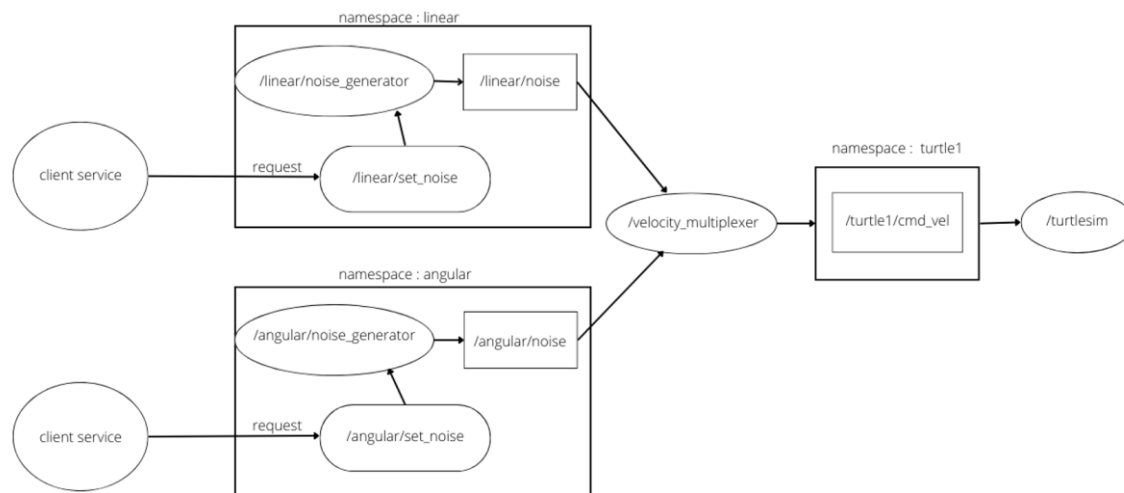 namespace : linear
/linear/noise_generator
/linear/noise
client service
request
/linear/set_noise
namespace : turtle1
/velocity_multiplexer
/turtle1/cmd_vel
/turtlesim
namespace : angular
/angular/noise_generator
/angular/noise
client service
request
/angular/set_noise